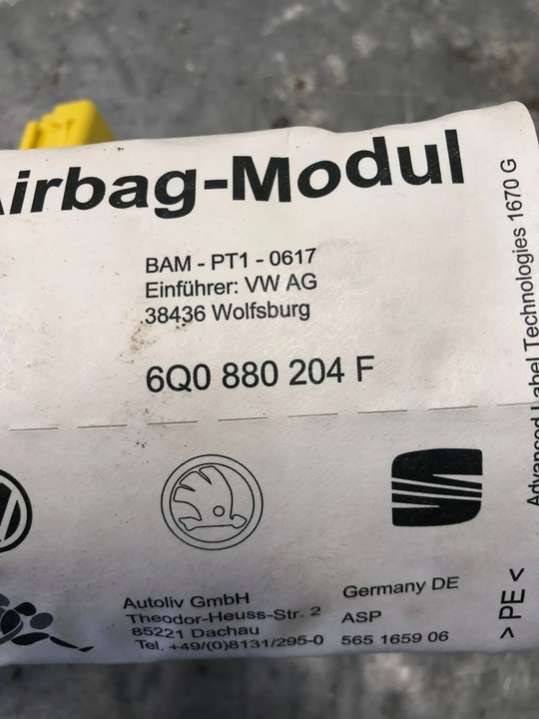 Airbag-Modul
BAM - PT1 - 0617
Einführer: VW AG
38436 Wolfsburg
6Q0 880 204 F
Autoliv GmbH
Theodor-Heuss-Str. 2
85221 Dachau
Tel. +49/(0)8131/295-0
Germany DE
ASP
565 1659 06
Advanced Label Technologies 1670 G
> PE <